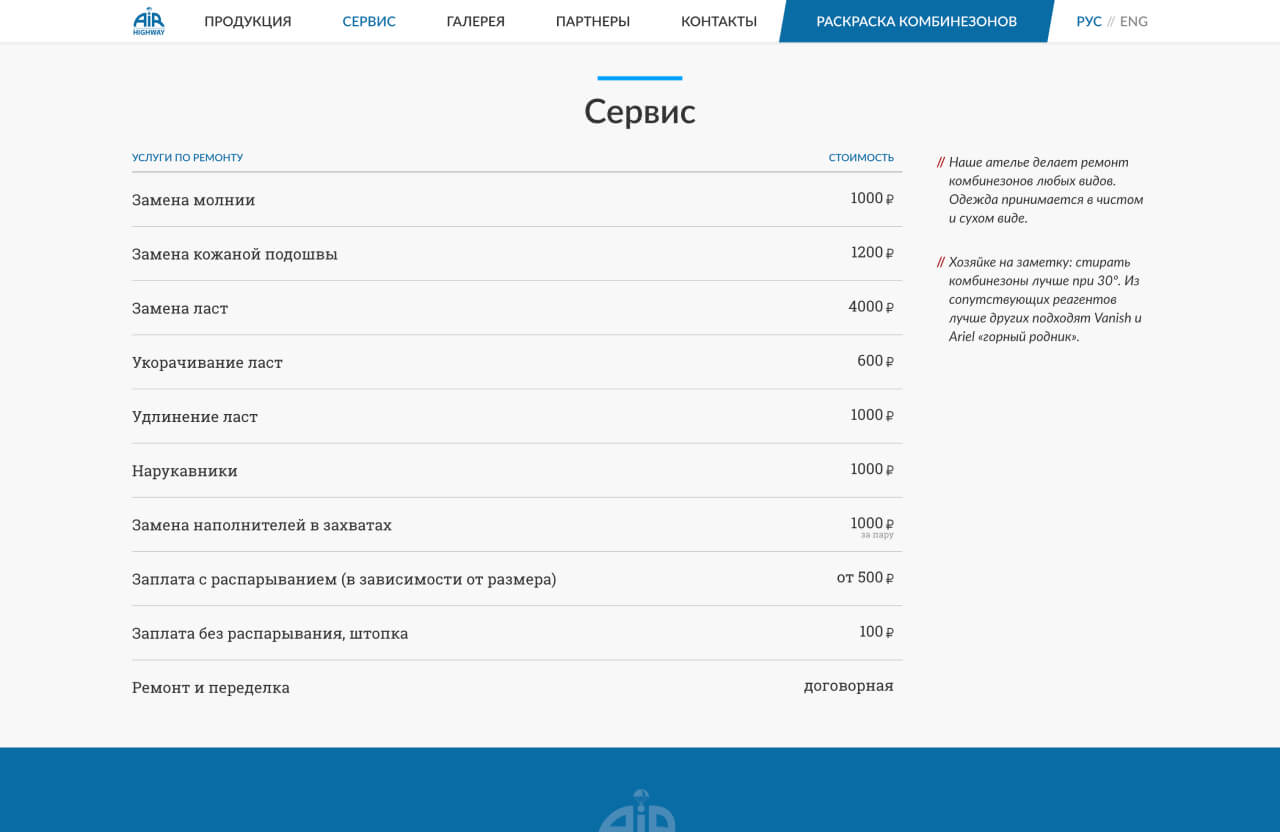 AIR
HIGHWAY
ПРОДУКЦИЯ СЕРВИС ГАЛЕРЕЯ ПАРТНЕРЫ КОНТАКТЫ РАСКРАСКА КОМБИНЕЗОНОВ РУС // ENG
Сервис
УСЛУГИ ПО РЕМОНТУ СТОИМОСТЬ
Замена молнии 1000 ₽
Замена кожаной подошвы 1200 ₽
Замена ласт 4000 ₽
Укорачивание ласт 600 ₽
Удлинение ласт 1000 ₽
Нарукавники 1000 ₽
Замена наполнителей в захватах 1000 ₽
за пару
Заплата с распарыванием (в зависимости от размера) от 500 ₽
Заплата без распарывания, штопка 100 ₽
Ремонт и переделка договорная
// Наше ателье делает ремонт
комбинезонов любых видов.
Одежда принимается в чистом
и сухом виде.
// Хозяйке на заметку: стирать
комбинезоны лучше при 30°. Из
сопутствующих реагентов
лучше других подходят Vanish и
Ariel «горный родник».
AIR